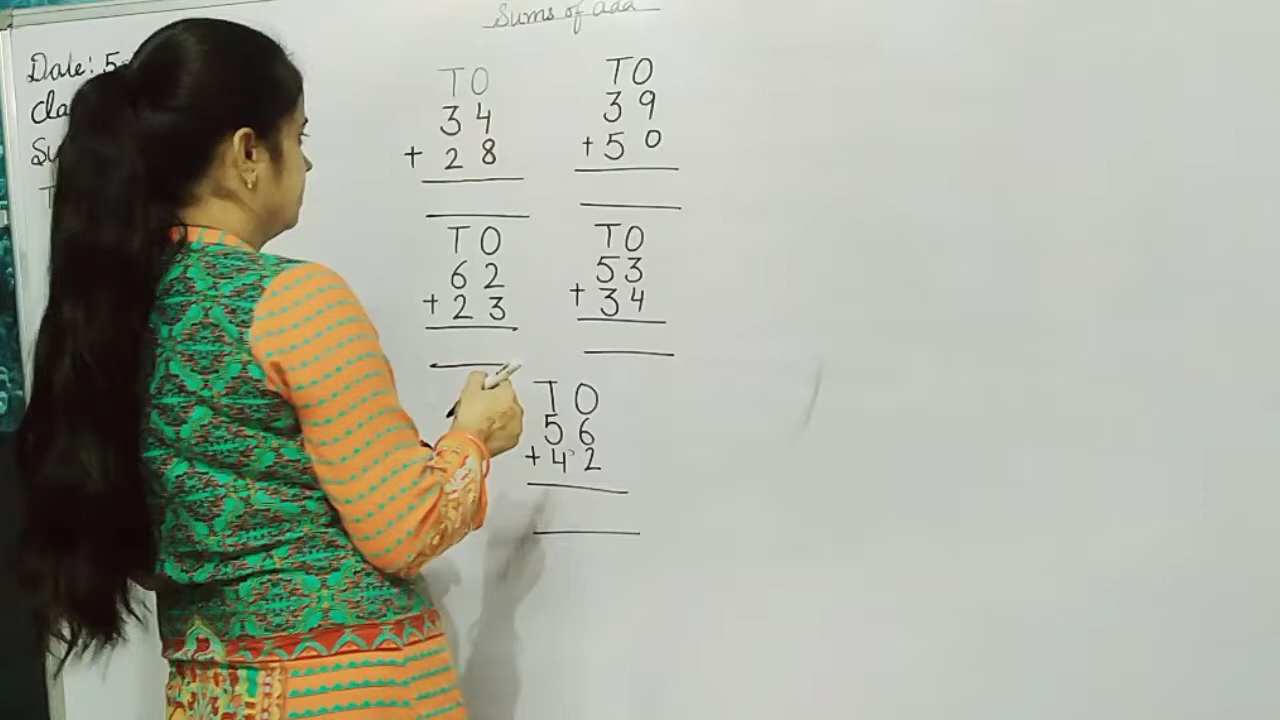 Sums of add
Date: 5
Cla
Su
T
T O
3 4
+ 2 8
T O
3 9
+ 5 0
T O
6 2
+ 2 3
T O
5 3
+ 3 4
T O
5 6
+ 4 2